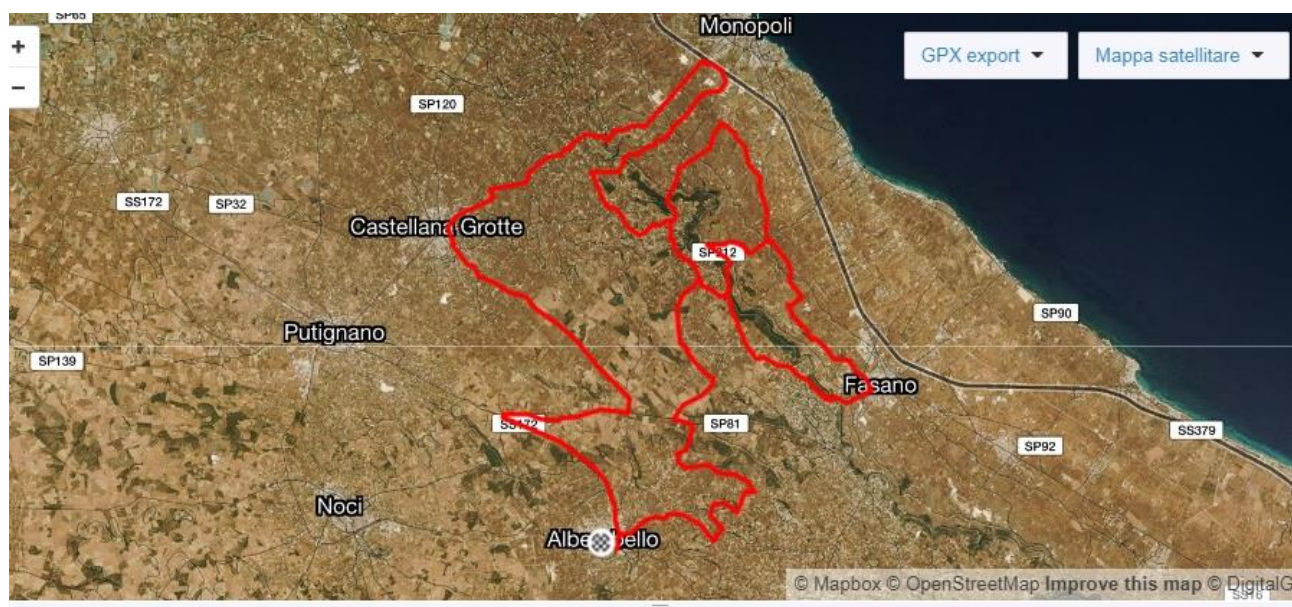 SP65
Monopoli
+
−
GPX export
Mappa satellitare
SP120
SS172
SP32
Castellana Grotte
SP212
SP90
Putignano
SP139
Fasano
SS172
SP81
SS379
SP92
Noci
Alberobello
© Mapbox © OpenStreetMap Improve this map © DigitalG
SS16